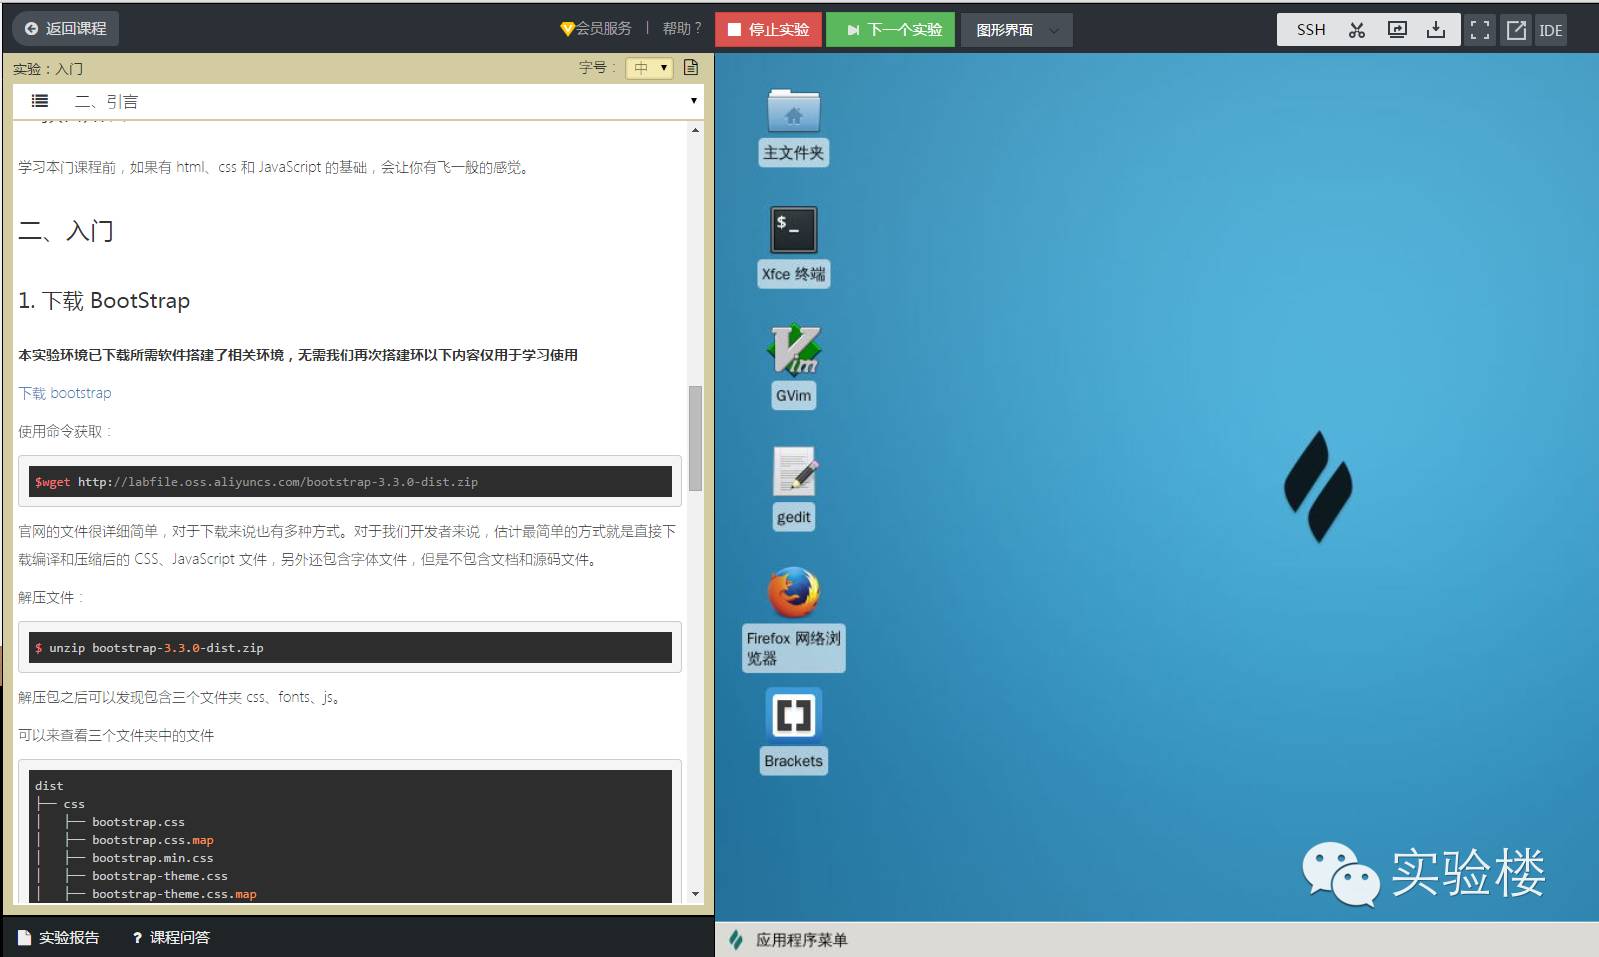 返回课程
会员服务 | 帮助 ?
停止实验
下一个实验
图形界面
SSH
IDE
实验：入门
字号：
中
二、引言
学习本门课程前，如果有 html、css 和 JavaScript 的基础，会让你有飞一般的感觉。
二、入门
1. 下载 BootStrap
本实验环境已下载所需软件搭建了相关环境，无需我们再次搭建环以下内容仅用于学习使用
下载 bootstrap
使用命令获取：
$wget http://labfile.oss.aliyuncs.com/bootstrap-3.3.0-dist.zip
官网的文件很详细简单，对于下载来说也有多种方式。对于我们开发者来说，估计最简单的方式就是直接下
载编译和压缩后的 CSS、JavaScript 文件，另外还包含字体文件，但是不包含文档和源码文件。
解压文件：
$ unzip bootstrap-3.3.0-dist.zip
解压包之后可以发现包含三个文件夹 css、fonts、js。
可以来查看三个文件夹中的文件
dist
├── css
│   ├── bootstrap.css
│   ├── bootstrap.css.map
│   ├── bootstrap.min.css
│   ├── bootstrap-theme.css
│   ├── bootstrap-theme.css.map
实验报告
? 课程问答
主文件夹
$_
Xfce 终端
Vim
GVim
gedit
Firefox 网络浏
览器
Brackets
实验楼
应用程序菜单